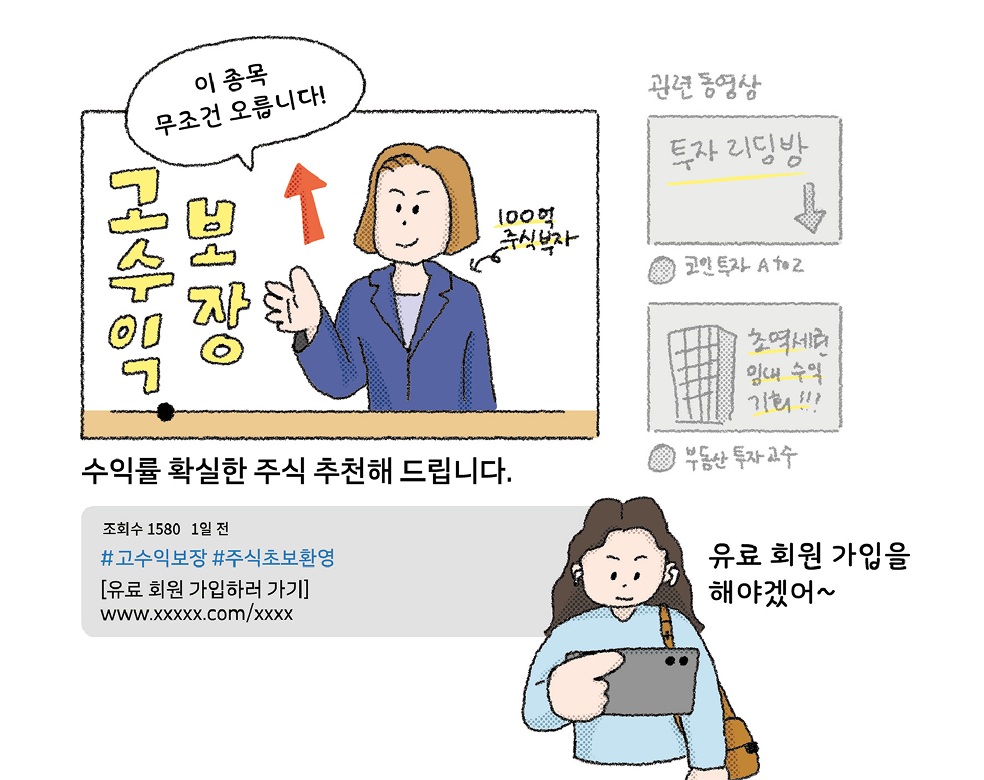 이 종목
무조건 오릅니다!
고수익
보장
100억
주식부자
수익률 확실한 주식 추천해 드립니다.
조회수 1580 1일 전
#고수익보장 #주식초보환영
[유료 회원 가입하러 가기]
www.xxxxx.com/xxxx
관련 동영상
투자 리딩방
코인 투자 A to Z
초역세권
임대 수익
기회!!!
부동산 투자 고수
유료 회원 가입을
해야겠어~